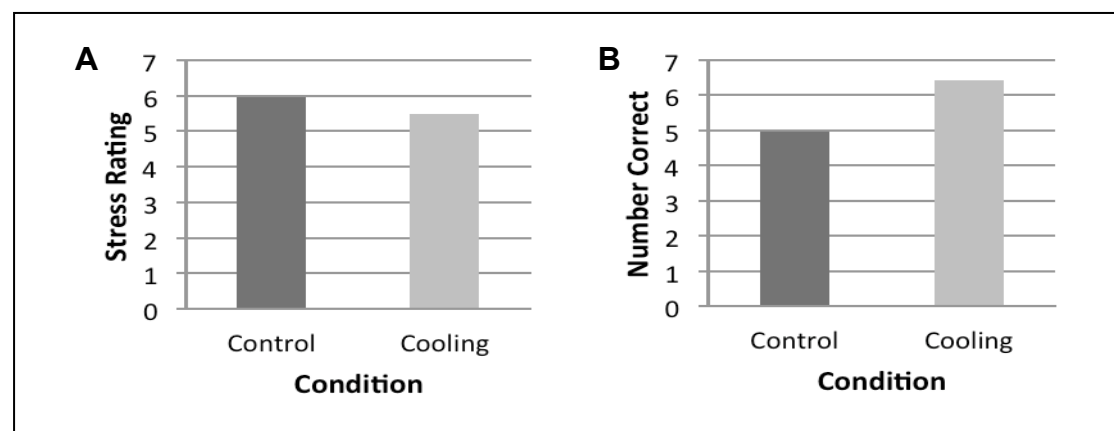 A
Stress Rating
7
6
5
4
3
2
1
0
Control Cooling
Condition
B
Number Correct
7
6
5
4
3
2
1
0
Control Cooling
Condition